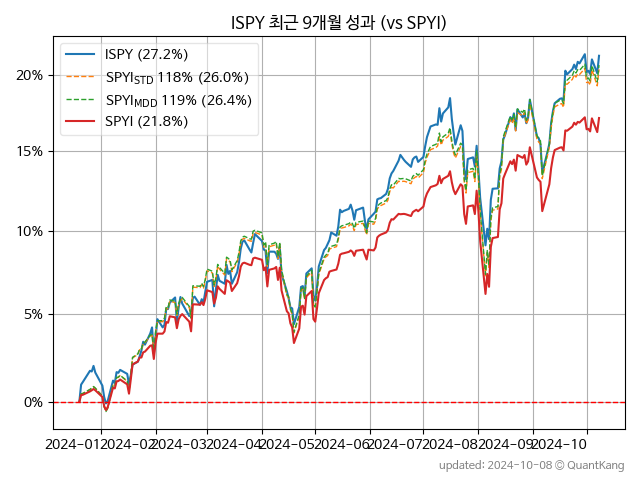 ISPY 최근 9개월 성과 (vs SPYI)
ISPY (27.2%)
SPYI_STD 118% (26.0%)
SPYI_MDD 119% (26.4%)
SPYI (21.8%)
20%
15%
10%
5%
0%
2024-01 2024-02 2024-03 2024-04 2024-05 2024-06 2024-07 2024-08 2024-09 2024-10
updated: 2024-10-08 © QuantKang